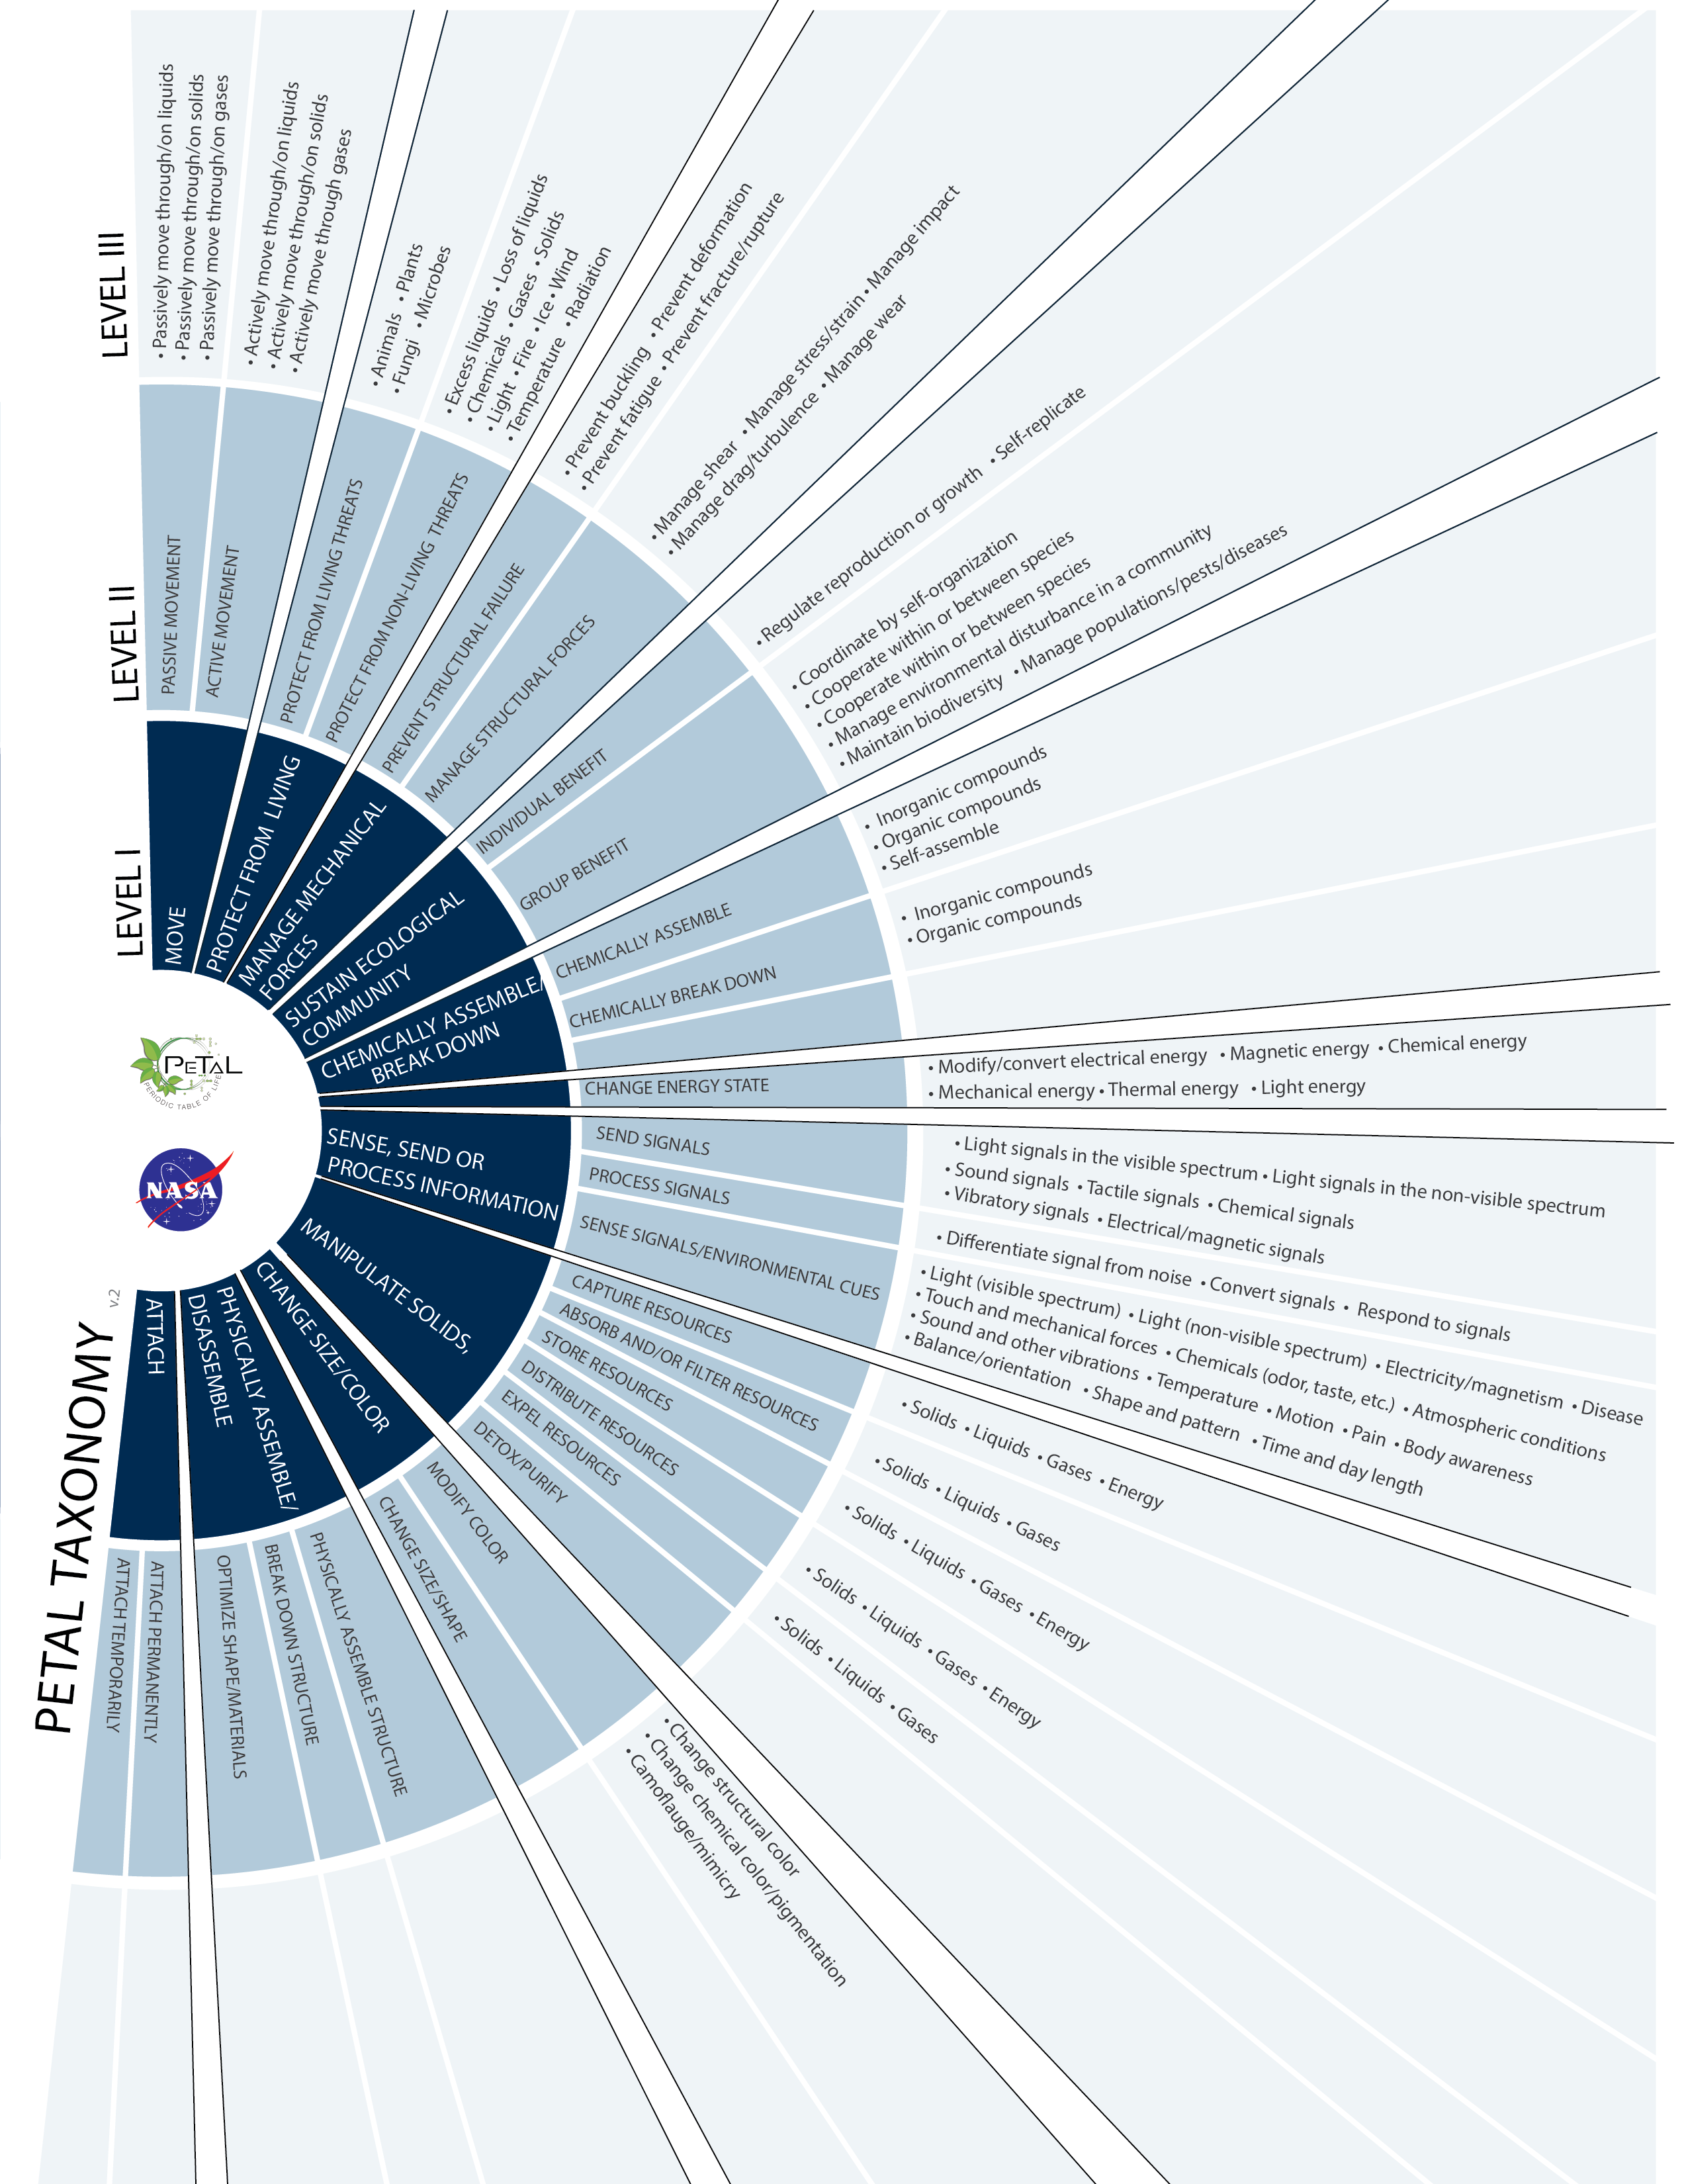 LEVEL III
LEVEL II
LEVEL I
MOVE
PASSIVE MOVEMENT
• Passively move through/on liquids
• Passively move through/on solids
• Passively move through/on gases
ACTIVE MOVEMENT
• Actively move through/on liquids
• Actively move through/on solids
• Actively move through gases
PROTECT FROM LIVING
PROTECT FROM LIVING THREATS
• Animals • Plants
• Fungi • Microbes
PROTECT FROM NON-LIVING THREATS
• Excess liquids • Loss of liquids
• Chemicals • Gases • Solids
• Light • Fire • Ice • Wind
• Temperature • Radiation
MANAGE MECHANICAL
FORCES
PREVENT STRUCTURAL FAILURE
• Prevent buckling • Prevent deformation
• Prevent fatigue • Prevent fracture/rupture
MANAGE STRUCTURAL FORCES
• Manage shear • Manage stress/strain • Manage impact
• Manage drag/turbulence • Manage wear
SUSTAIN ECOLOGICAL
COMMUNITY
INDIVIDUAL BENEFIT
• Regulate reproduction or growth • Self-replicate
GROUP BENEFIT
• Coordinate by self-organization
• Cooperate within or between species
• Cooperate within or between species
• Manage environmental disturbance in a community
• Maintain biodiversity • Manage populations/pests/diseases
CHEMICALLY ASSEMBLE/
BREAK DOWN
CHEMICALLY ASSEMBLE
• Inorganic compounds
• Organic compounds
• Self-assemble
CHEMICALLY BREAK DOWN
• Inorganic compounds
• Organic compounds
CHANGE ENERGY STATE
• Modify/convert electrical energy • Magnetic energy • Chemical energy
• Mechanical energy • Thermal energy • Light energy
SENSE, SEND OR
PROCESS INFORMATION
SEND SIGNALS
• Light signals in the visible spectrum • Light signals in the non-visible spectrum
• Sound signals • Tactile signals • Chemical signals
• Vibratory signals • Electrical/magnetic signals
PROCESS SIGNALS
• Differentiate signal from noise • Convert signals • Respond to signals
SENSE SIGNALS/ENVIRONMENTAL CUES
• Light (visible spectrum) • Light (non-visible spectrum) • Electricity/magnetism • Disease
• Touch and mechanical forces • Chemicals (odor, taste, etc.) • Atmospheric conditions
• Sound and other vibrations • Temperature • Motion • Pain • Body awareness
• Balance/orientation • Shape and pattern • Time and day length
MANIPULATE SOLIDS,
CAPTURE RESOURCES
• Solids • Liquids • Gases • Energy
ABSORB AND/OR FILTER RESOURCES
• Solids • Liquids • Gases
STORE RESOURCES
• Solids • Liquids • Gases • Energy
DISTRIBUTE RESOURCES
• Solids • Liquids • Gases • Energy
EXPEL RESOURCES
• Solids • Liquids • Gases
DETOX/PURIFY
CHANGE SIZE/COLOR
MODIFY COLOR
• Change structural color
• Change chemical color/pigmentation
• Camoflauge/mimicry
CHANGE SIZE/SHAPE
PHYSICALLY ASSEMBLE/
DISASSEMBLE
PHYSICALLY ASSEMBLE STRUCTURE
BREAK DOWN STRUCTURE
OPTIMIZE SHAPE/MATERIALS
ATTACH
ATTACH PERMANENTLY
ATTACH TEMPORARILY
PETAL
PERIODIC TABLE OF LIFE
NASA
v.2
PETAL TAXONOMY